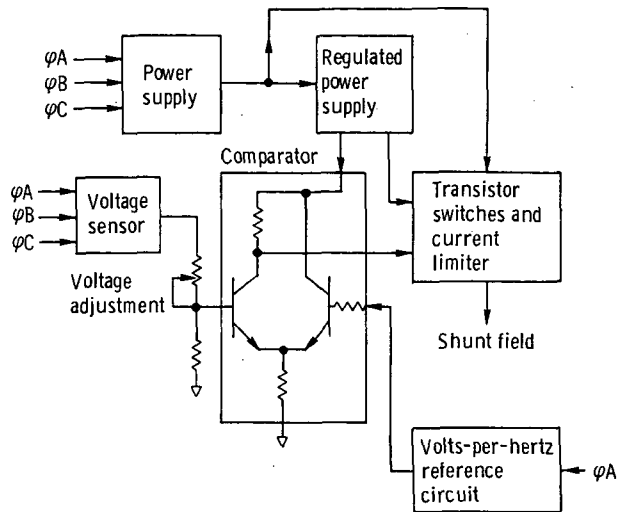 φA
φB
φC
Power
supply
Regulated
power
supply
Comparator
φA
φB
φC
Voltage
sensor
Transistor
switches and
current
limiter
Voltage
adjustment
Shunt field
Volts-per-hertz
reference
circuit
φA